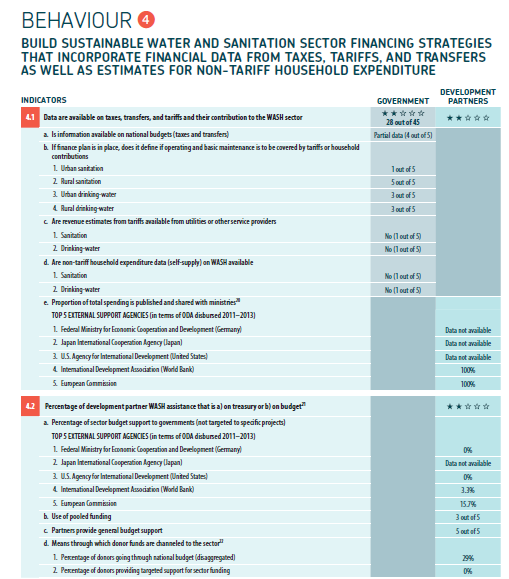 BEHAVIOUR 4
BUILD SUSTAINABLE WATER AND SANITATION SECTOR FINANCING STRATEGIES
THAT INCORPORATE FINANCIAL DATA FROM TAXES, TARIFFS, AND TRANSFERS
AS WELL AS ESTIMATES FOR NON-TARIFF HOUSEHOLD EXPENDITURE
INDICATORS GOVERNMENT DEVELOPMENT PARTNERS
4.1 Data are available on taxes, transfers, and tariffs and their contribution to the WASH sector ★★☆☆☆ 28 out of 45 ★★☆☆☆
a. Is information available on national budgets (taxes and transfers) Partial data (4 out of 5)
b. If finance plan is in place, does it define if operating and basic maintenance is to be covered by tariffs or household
contributions
1. Urban sanitation 1 out of 5
2. Rural sanitation 5 out of 5
3. Urban drinking-water 3 out of 5
4. Rural drinking-water 3 out of 5
c. Are revenue estimates from tariffs available from utilities or other service providers
1. Sanitation No (1 out of 5)
2. Drinking-water No (1 out of 5)
d. Are non-tariff household expenditure data (self-supply) on WASH available
1. Sanitation No (1 out of 5)
2. Drinking-water No (1 out of 5)
e. Proportion of total spending is published and shared with ministries20
TOP 5 EXTERNAL SUPPORT AGENCIES (in terms of ODA disbursed 2011–2013)
1. Federal Ministry for Economic Cooperation and Development (Germany) Data not available
2. Japan International Cooperation Agency (Japan) Data not available
3. U.S. Agency for International Development (United States) Data not available
4. International Development Association (World Bank) 100%
5. European Commission 100%
4.2 Percentage of development partner WASH assistance that is a) on treasury or b) on budget21 ★★☆☆☆
a. Percentage of sector budget support to governments (not targeted to specific projects)
TOP 5 EXTERNAL SUPPORT AGENCIES (in terms of ODA disbursed 2011–2013)
1. Federal Ministry for Economic Cooperation and Development (Germany) 0%
2. Japan International Cooperation Agency (Japan) Data not available
3. U.S. Agency for International Development (United States) 0%
4. International Development Association (World Bank) 3.3%
5. European Commission 15.7%
b. Use of pooled funding 3 out of 5
c. Partners provide general budget support 5 out of 5
d. Means through which donor funds are channeled to the sector22
1. Percentage of donors going through national budget (disaggregated) 29%
2. Percentage of donors providing targeted support for sector funding 0%